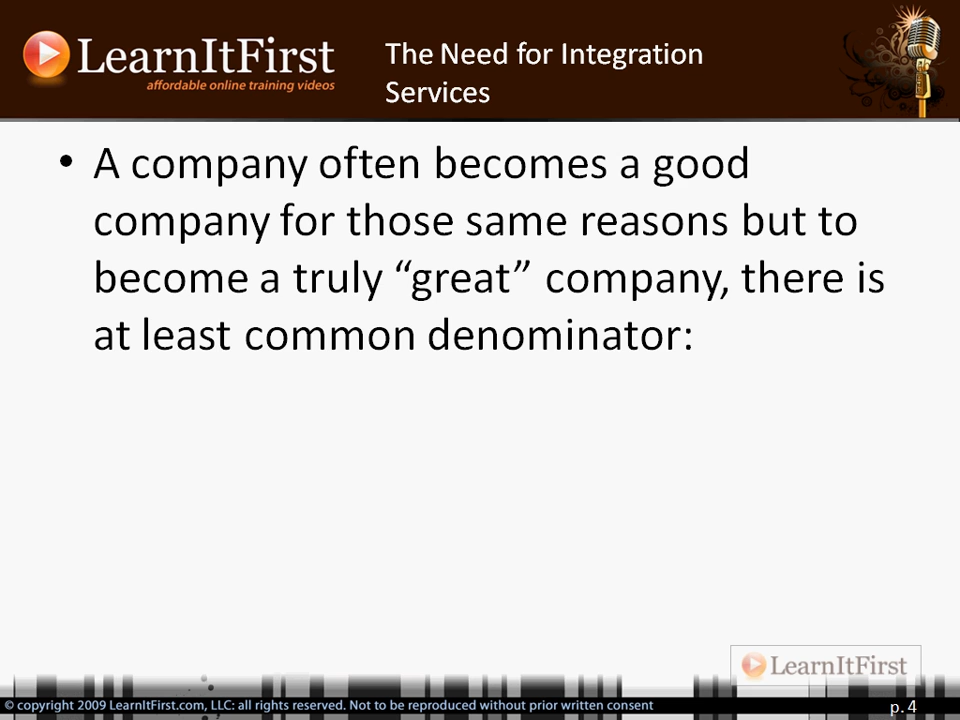 LearnItFirst
affordable online training videos
The Need for Integration
Services
• A company often becomes a good
company for those same reasons but to
become a truly “great” company, there is
at least common denominator:
LearnItFirst
© copyright 2009 LearnItFirst.com, LLC: all rights reserved. Not to be reproduced without prior written consent
p. 4